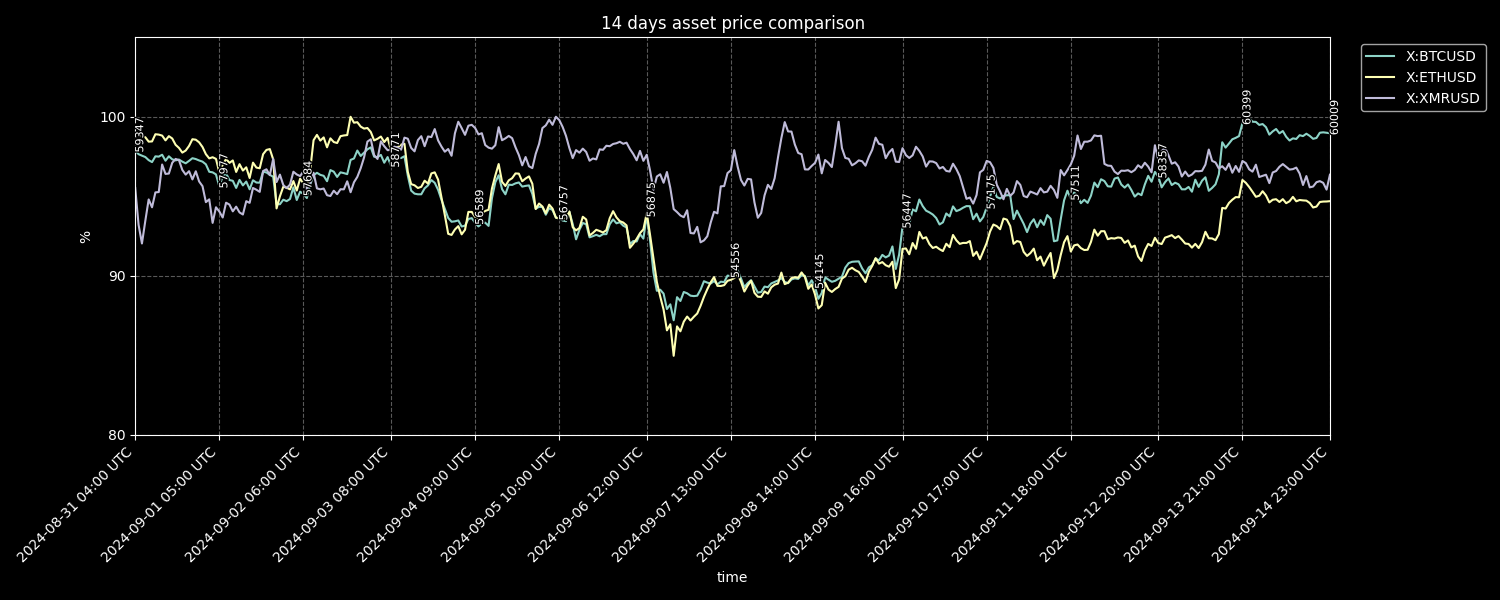 14 days asset price comparison
X:BTCUSD
X:ETHUSD
X:XMRUSD
%
100
90
80
59347
57684
58771
56589
56757
56875
54556
54145
56447
57175
57511
58357
60399
60009
2024-08-31 04:00 UTC
2024-09-01 05:00 UTC
2024-09-02 06:00 UTC
2024-09-03 08:00 UTC
2024-09-04 09:00 UTC
2024-09-05 10:00 UTC
2024-09-06 12:00 UTC
2024-09-07 13:00 UTC
2024-09-08 14:00 UTC
2024-09-09 16:00 UTC
2024-09-10 17:00 UTC
2024-09-11 18:00 UTC
2024-09-12 20:00 UTC
2024-09-13 21:00 UTC
2024-09-14 23:00 UTC
time